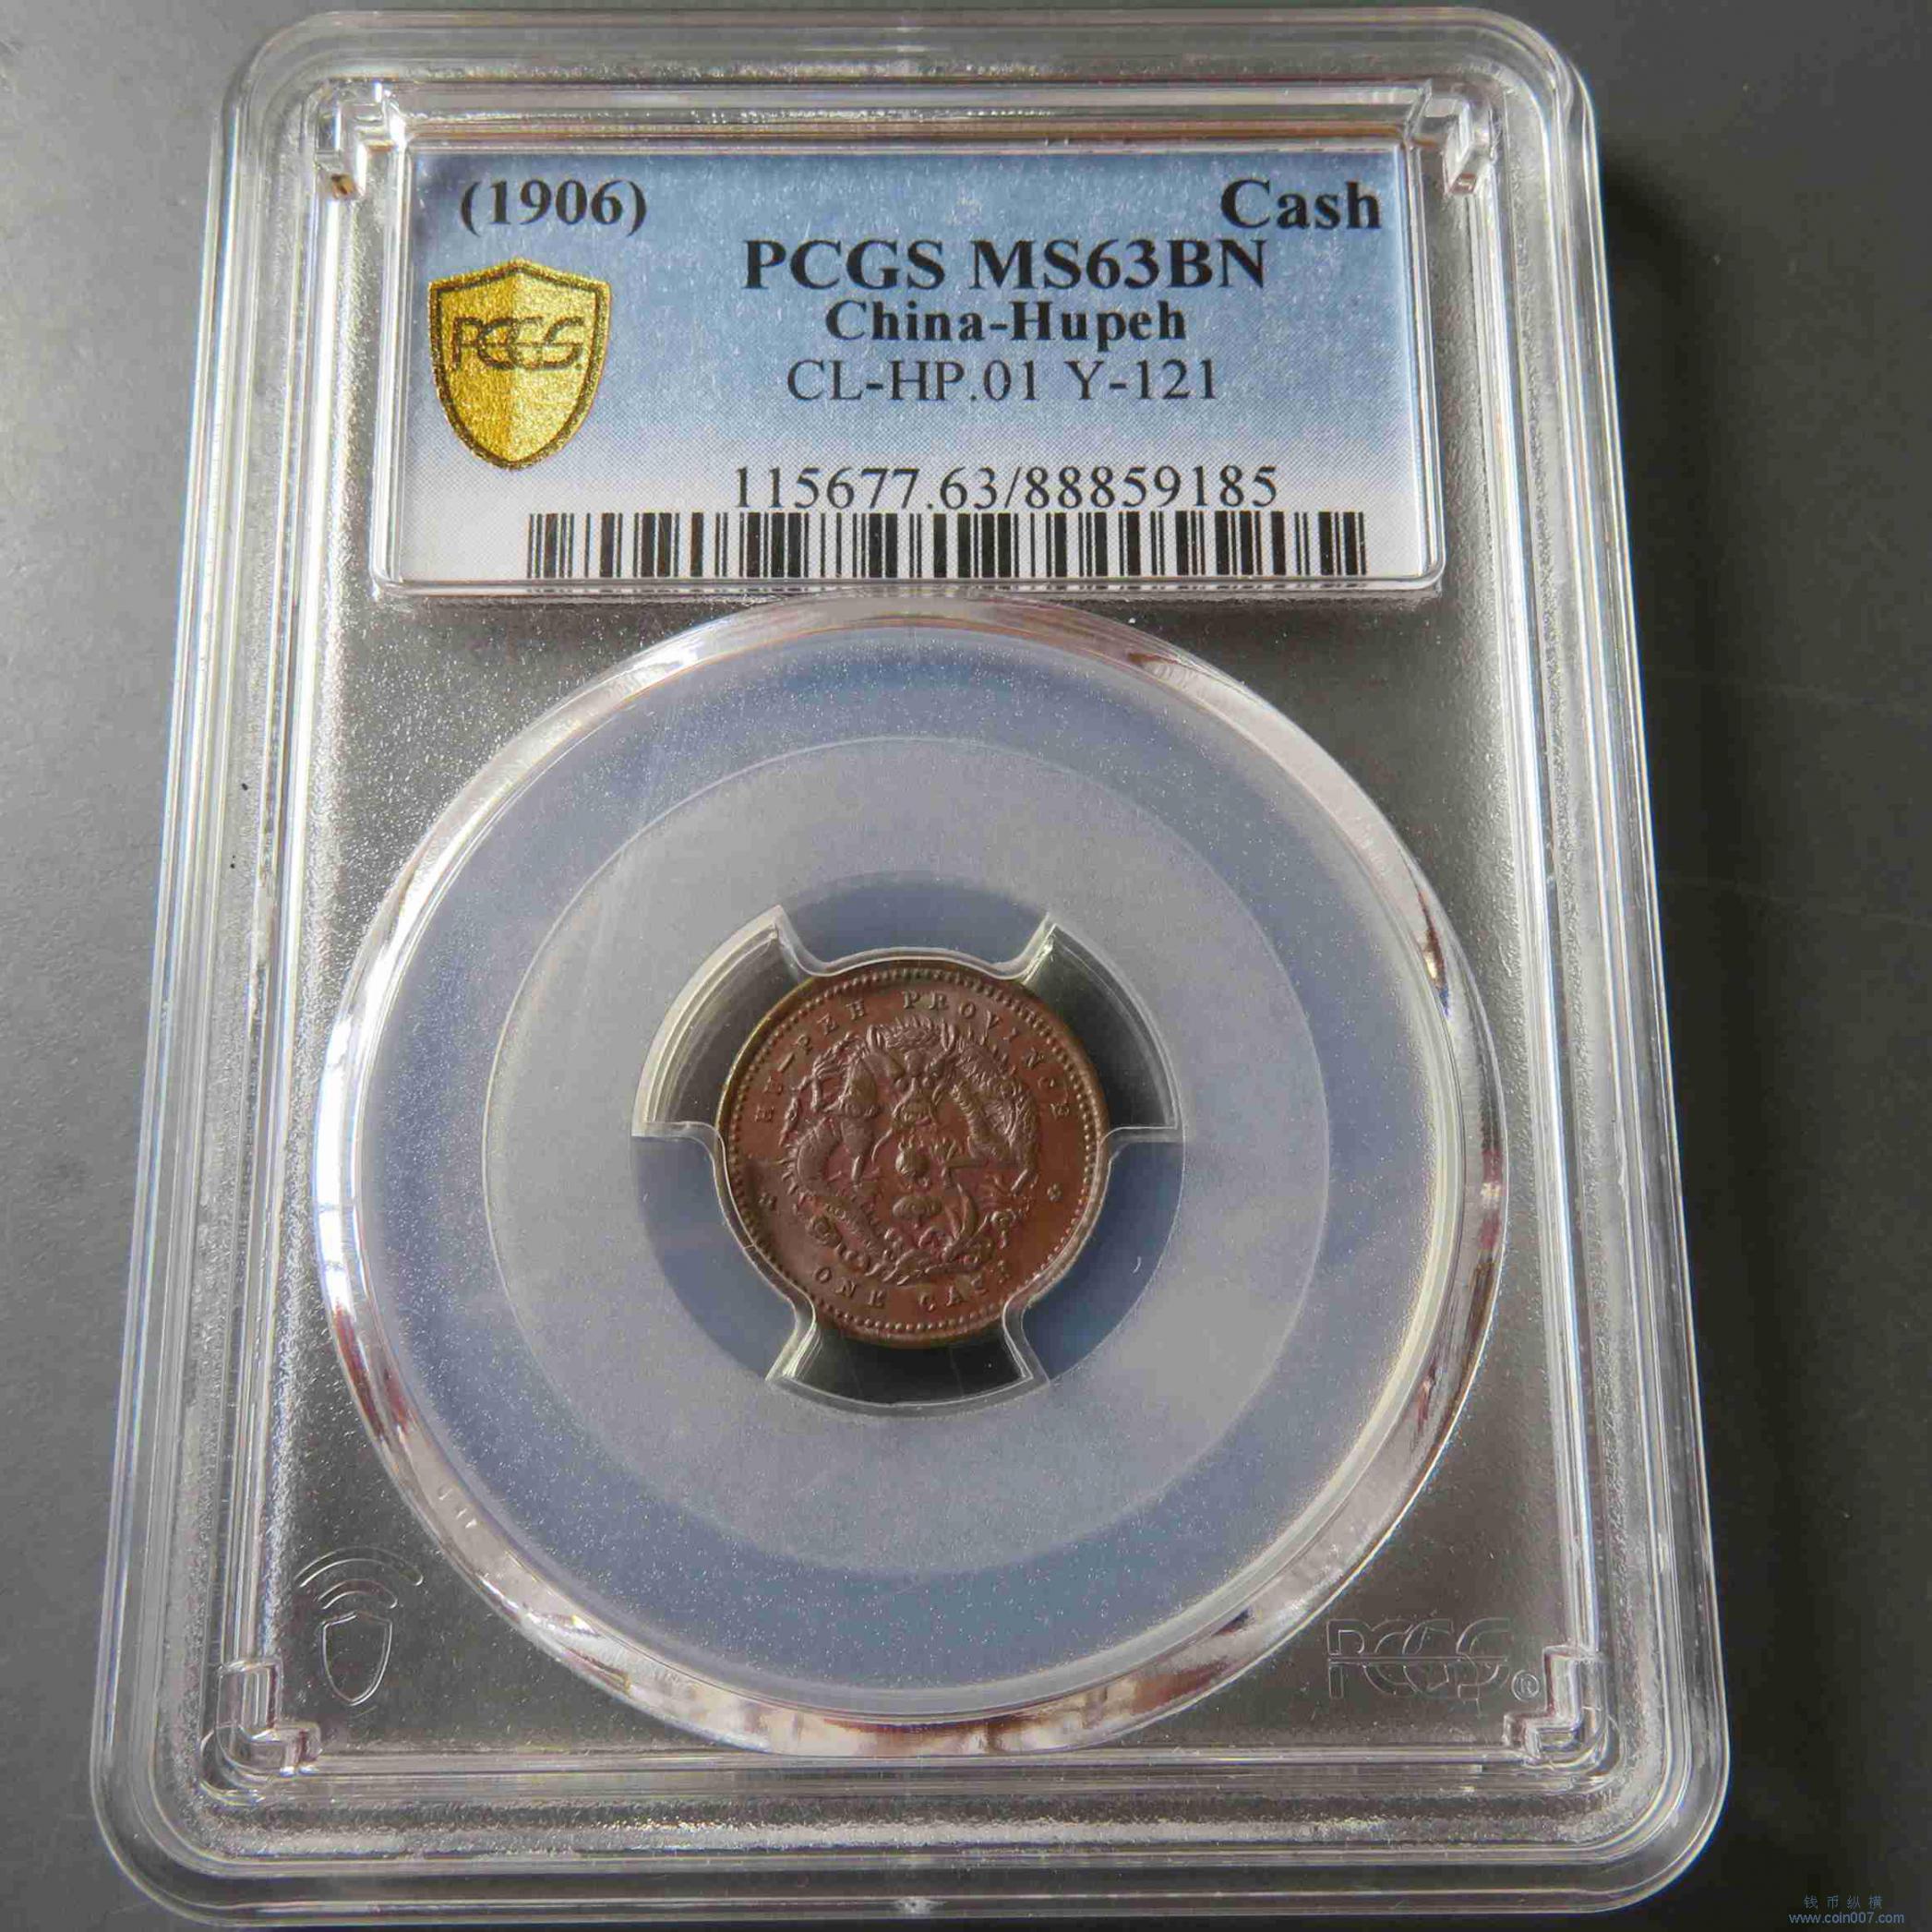 (1906) Cash
PCGS MS63BN
China-Hupeh
CL-HP.01 Y-121
PCGS
115677.63/88859185
HU-PEH PROVINCE
ONE CASH
PCGS ®
钱币纵横
www.coin007.com